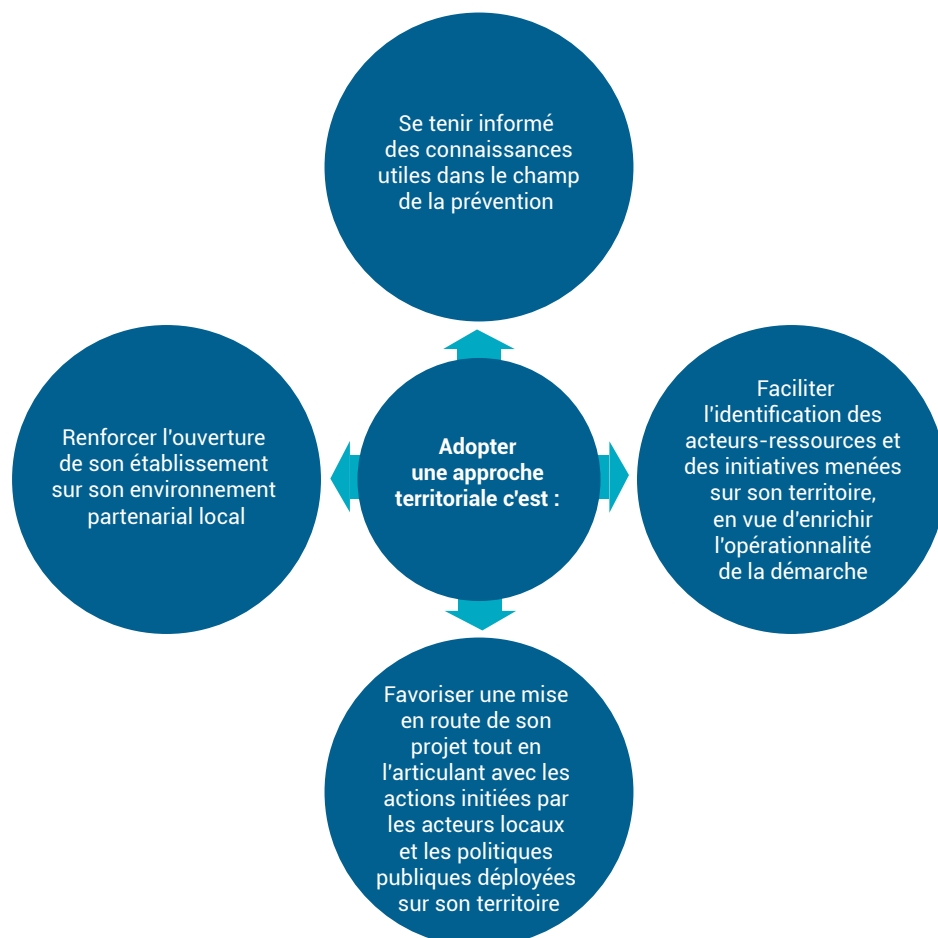 Se tenir informé
des connaissances
utiles dans le champ
de la prévention
Renforcer l'ouverture
de son établissement
sur son environnement
partenarial local
Adopter
une approche
territoriale c'est :
Faciliter
l'identification des
acteurs-ressources et
des initiatives menées
sur son territoire,
en vue d'enrichir
l'opérationnalité
de la démarche
Favoriser une mise
en route de son
projet tout en
l'articulant avec les
actions initiées par
les acteurs locaux
et les politiques
publiques déployées
sur son territoire